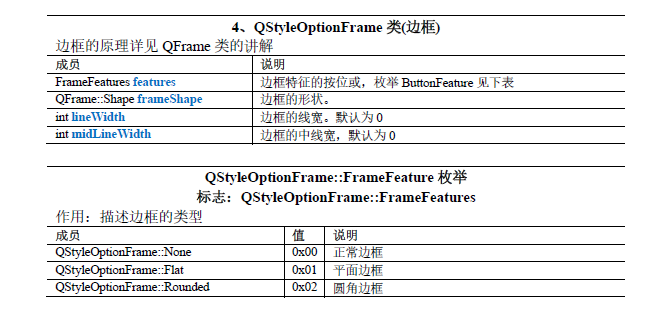 4、QStyleOptionFrame 类(边框)
边框的原理详见 QFrame 类的讲解
成员 说明
FrameFeatures features 边框特征的按位或，枚举 ButtonFeature 见下表
QFrame::Shape frameShape 边框的形状。
int lineWidth 边框的线宽。默认为 0
int midLineWidth 边框的中线宽，默认为 0
QStyleOptionFrame::FrameFeature 枚举
标志：QStyleOptionFrame::FrameFeatures
作用：描述边框的类型
成员 值 说明
QStyleOptionFrame::None 0x00 正常边框
QStyleOptionFrame::Flat 0x01 平面边框
QStyleOptionFrame::Rounded 0x02 圆角边框